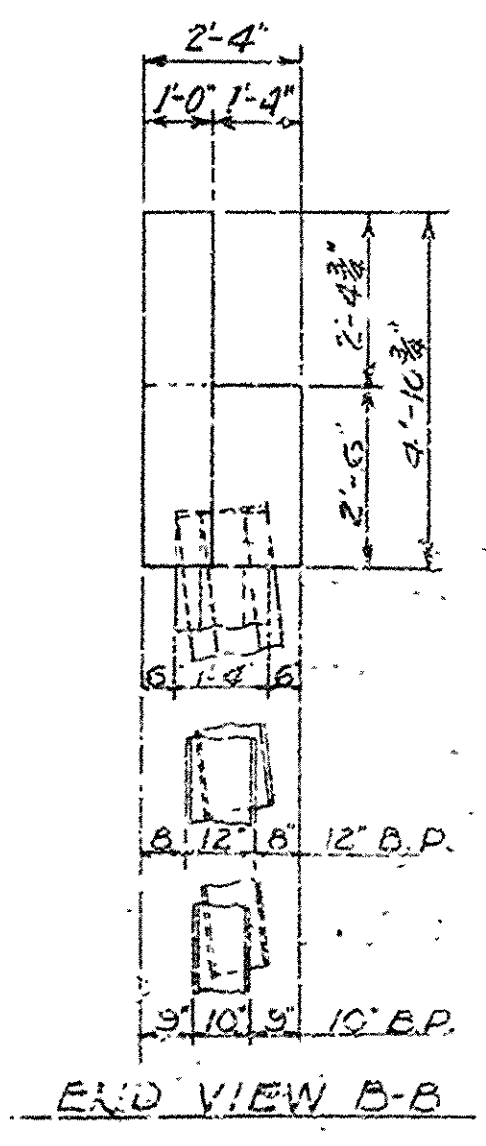 2'-4"
1'-0" 1'-4"
2'-4¾"
4'-10¾"
2'-6"
6" 1'-4" 6"
8" 12" 8" 12" B.P.
9" 10" 9" 10" B.P.
END VIEW B-B